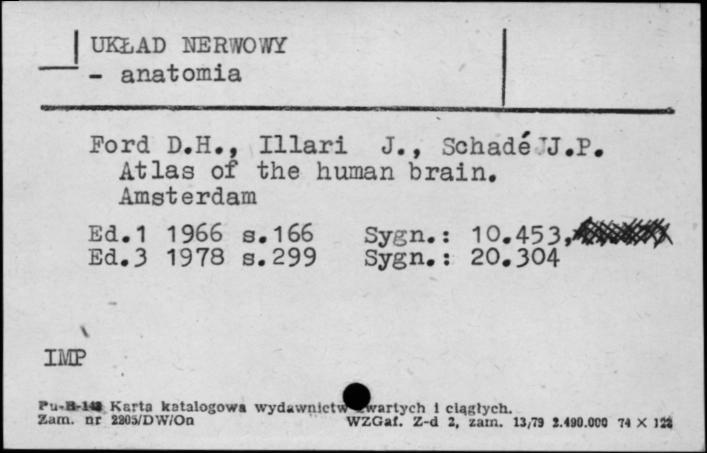 UKŁAD NERWOWY
- anatomia
Ford D.H., Illari J., Schadé J.P.
Atlas of the human brain.
Amsterdam
Ed.1 1966 s.166 Sygn.: 10.453,
Ed.3 1978 s.299 Sygn.: 20.304
IMP
Karta katalogowa wydawnictw zwartych i ciągłych.
Zam. nr 2205/DW/On WZGaf. Z-d 2, zam. 13/79 2.490.000 74 X 122